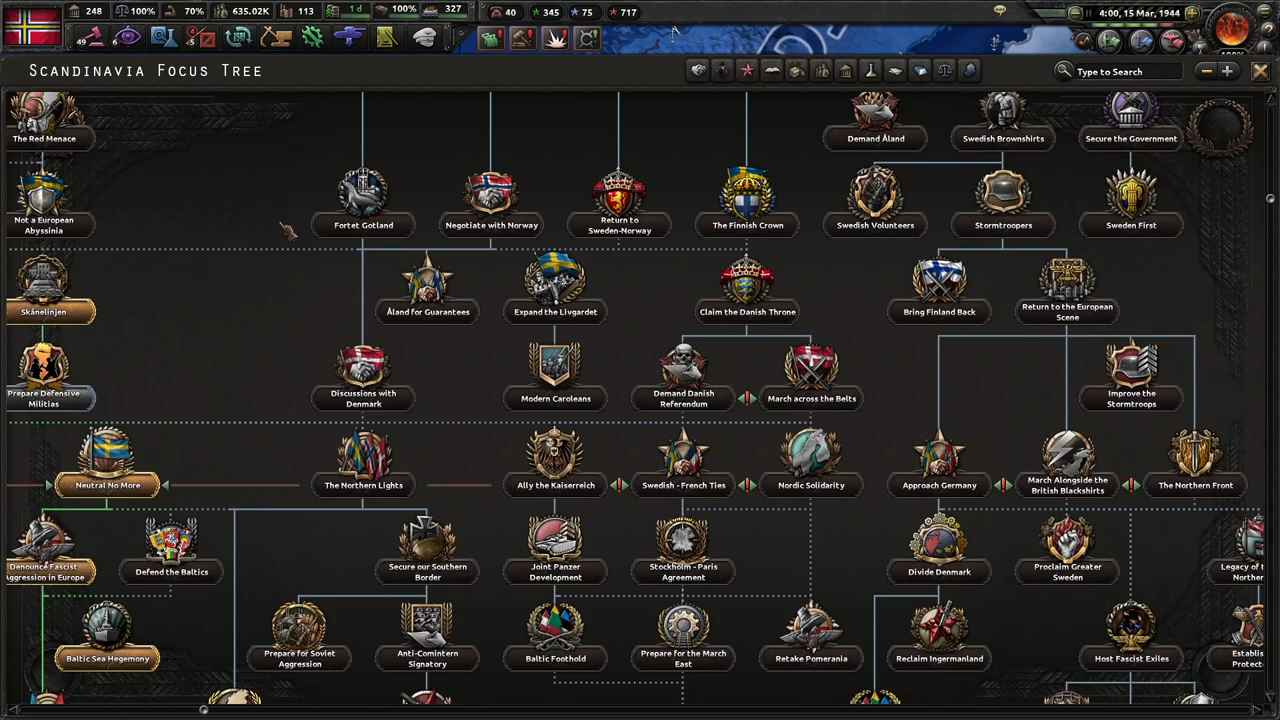 248
100%
70%
635.02K
113
1 d
100%
327
40
345
75
717
4:00, 15 Mar, 1944
49
6
4
5
Scandinavia Focus Tree
Type to Search
The Red Menace
Demand Åland
Swedish Brownshirts
Secure the Government
Not a European
Abyssinia
Fortet Gotland
Negotiate with Norway
Return to
Sweden-Norway
The Finnish Crown
Swedish Volunteers
Stormtroopers
Sweden First
Skånelinjen
Åland for Guarantees
Expand the Livgardet
Claim the Danish Throne
Bring Finland Back
Return to the European
Scene
Prepare Defensive
Militias
Discussions with
Denmark
Modern Caroleans
Demand Danish
Referendum
March across the Belts
Improve the
Stormtroops
Neutral No More
The Northern Lights
Ally the Kaiserreich
Swedish - French Ties
Nordic Solidarity
Approach Germany
March Alongside the
British Blackshirts
The Northern Front
Denounce Fascist
Aggression in Europe
Defend the Baltics
Secure our Southern
Border
Joint Panzer
Development
Stockholm - Paris
Agreement
Divide Denmark
Proclaim Greater
Sweden
Legacy of t
Norther
Baltic Sea Hegemony
Prepare for Soviet
Aggression
Anti-Comintern
Signatory
Baltic Foothold
Prepare for the March
East
Retake Pomerania
Reclaim Ingermanland
Host Fascist Exiles
Establis
Protect